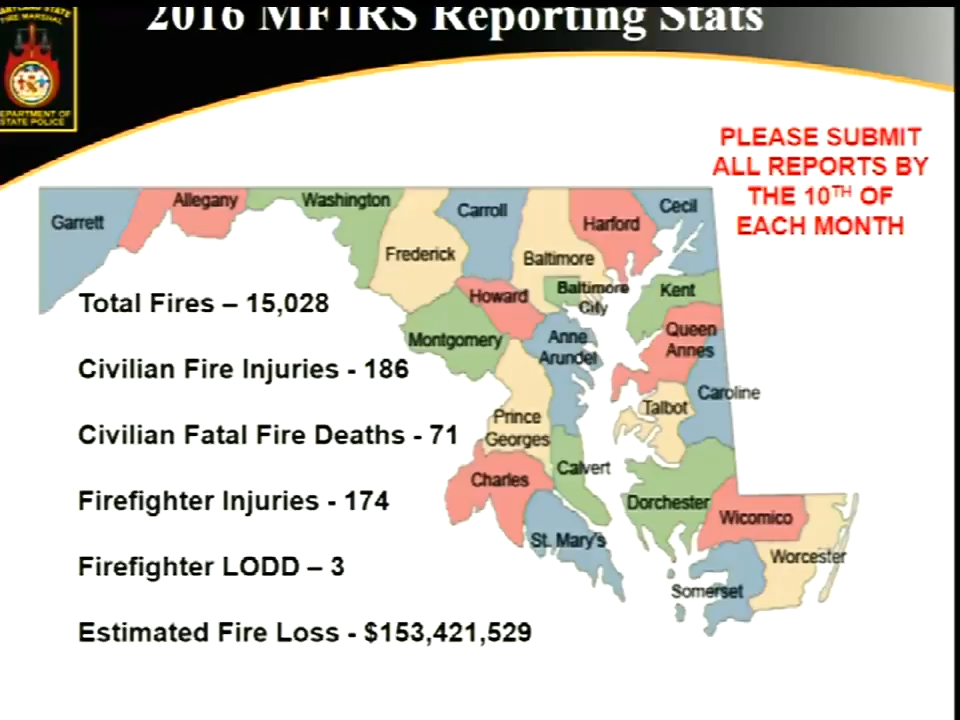 2016 MFIRS Reporting Stats
FIRE MARSHAL
DEPARTMENT OF
STATE POLICE
PLEASE SUBMIT
ALL REPORTS BY
THE 10TH OF
EACH MONTH
Garrett
Allegany
Washington
Frederick
Carroll
Baltimore
Harford
Cecil
Howard
Baltimore
City
Kent
Montgomery
Anne
Arundel
Queen
Annes
Caroline
Talbot
Prince
Georges
Calvert
Charles
St. Mary's
Dorchester
Wicomico
Worcester
Somerset
Total Fires – 15,028
Civilian Fire Injuries - 186
Civilian Fatal Fire Deaths - 71
Firefighter Injuries - 174
Firefighter LODD – 3
Estimated Fire Loss - $153,421,529